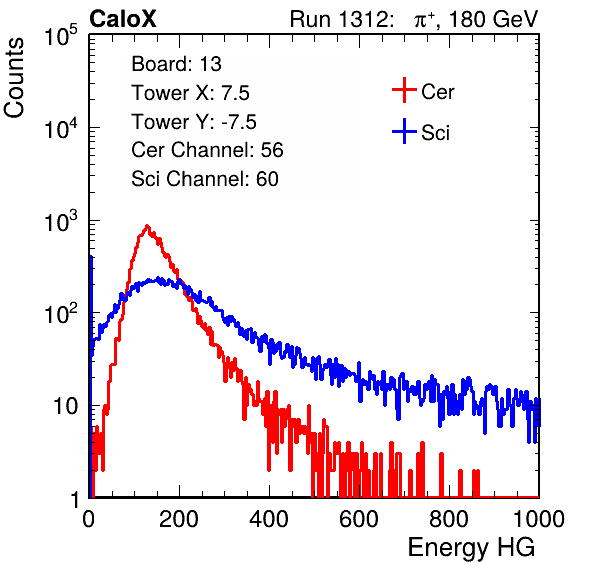 CaloX Run 1312: π⁺, 180 GeV
Counts
Board: 13
Tower X: 7.5
Tower Y: -7.5
Cer Channel: 56
Sci Channel: 60
Cer
Sci
10⁵
10⁴
10³
10²
10
1
0 200 400 600 800 1000
Energy HG